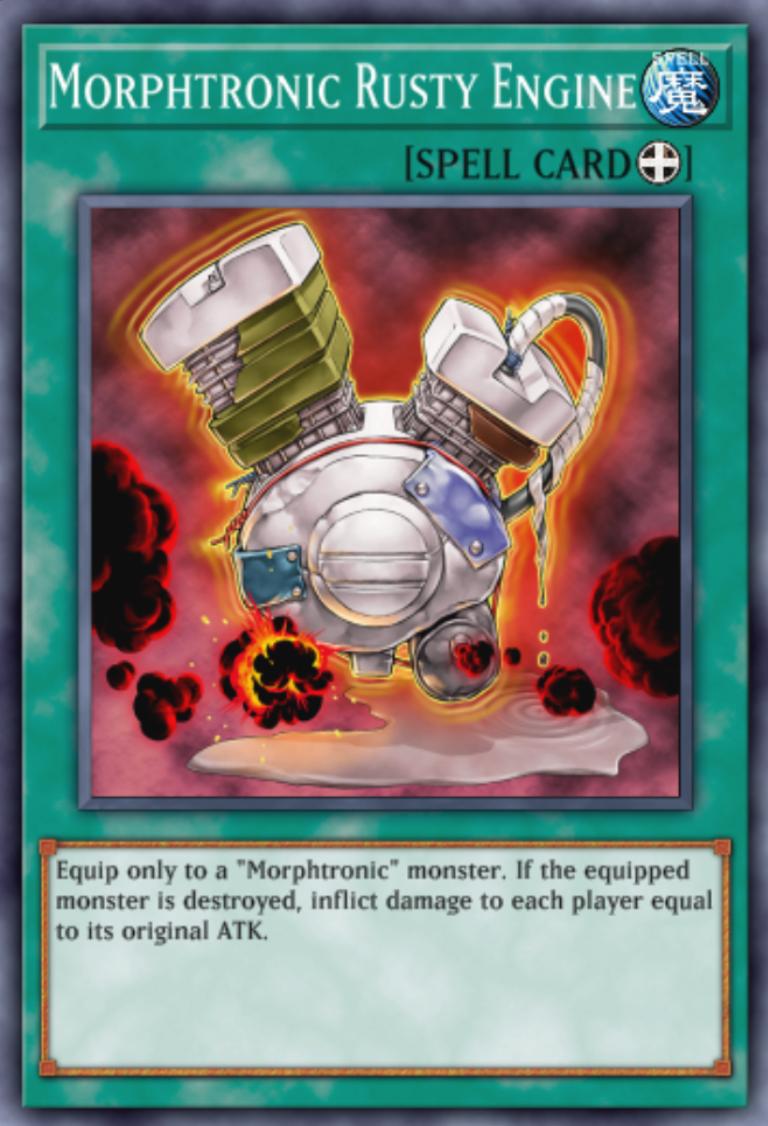 MORPHTRONIC RUSTY ENGINE
SPELL
魔
[SPELL CARD]
Equip only to a "Morphtronic" monster. If the equipped
monster is destroyed, inflict damage to each player equal
to its original ATK.